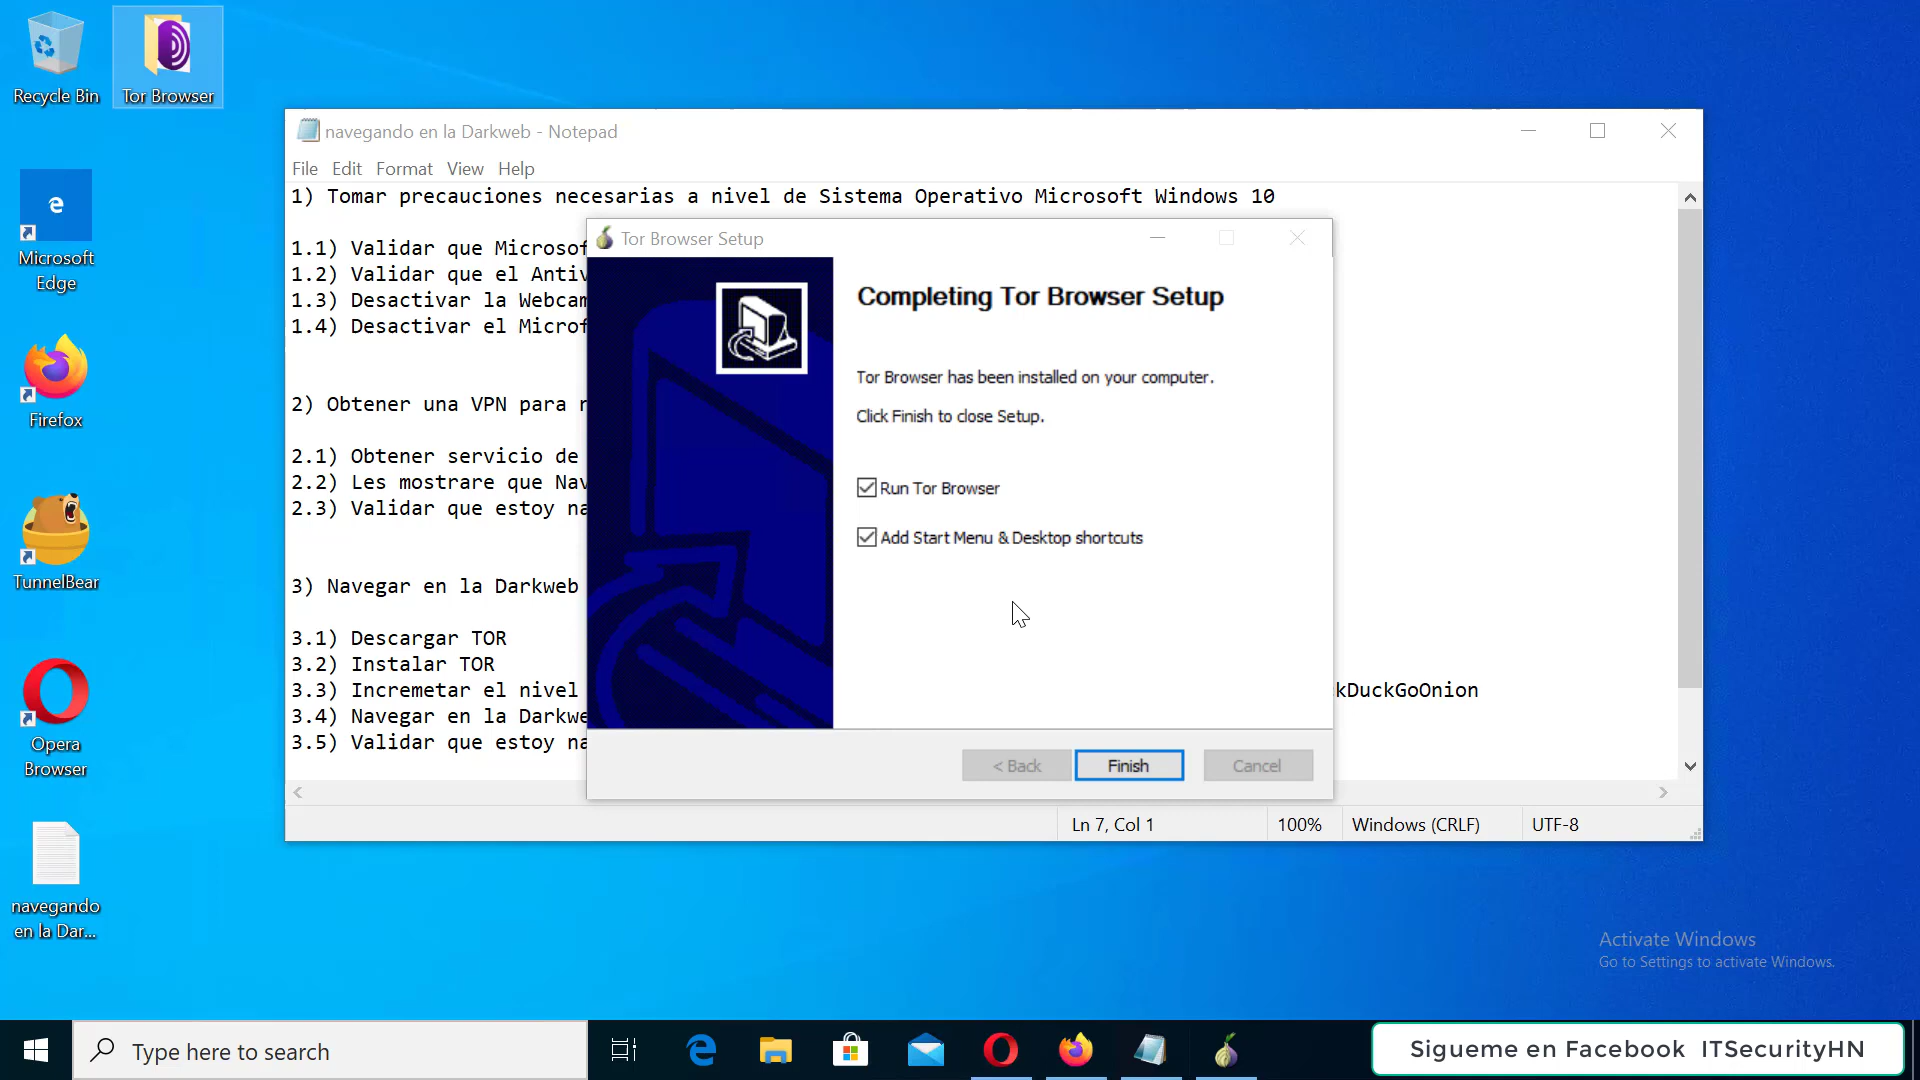 Recycle Bin
Tor Browser
Microsoft
Edge
Firefox
TunnelBear
Opera
Browser
navegando
en la Dar...
navegando en la Darkweb - Notepad
File Edit Format View Help
1) Tomar precauciones necesarias a nivel de Sistema Operativo Microsoft Windows 10
1.1) Validar que Microsof
1.2) Validar que el Antiv
1.3) Desactivar la Webcam
1.4) Desactivar el Microf
2) Obtener una VPN para
2.1) Obtener servicio de
2.2) Les mostrare que Nav
2.3) Validar que estoy na
3) Navegar en la Darkweb
3.1) Descargar TOR
3.2) Instalar TOR
3.3) Incremetar el nivel kDuckGoOnion
3.4) Navegar en la Darkwe
3.5) Validar que estoy na
Ln 7, Col 1 100% Windows (CRLF) UTF-8
Tor Browser Setup
Completing Tor Browser Setup
Tor Browser has been installed on your computer.
Click Finish to close Setup.
Run Tor Browser
Add Start Menu & Desktop shortcuts
< Back Finish Cancel
Activate Windows
Go to Settings to activate Windows.
Type here to search
Sigueme en Facebook ITSecurityHN